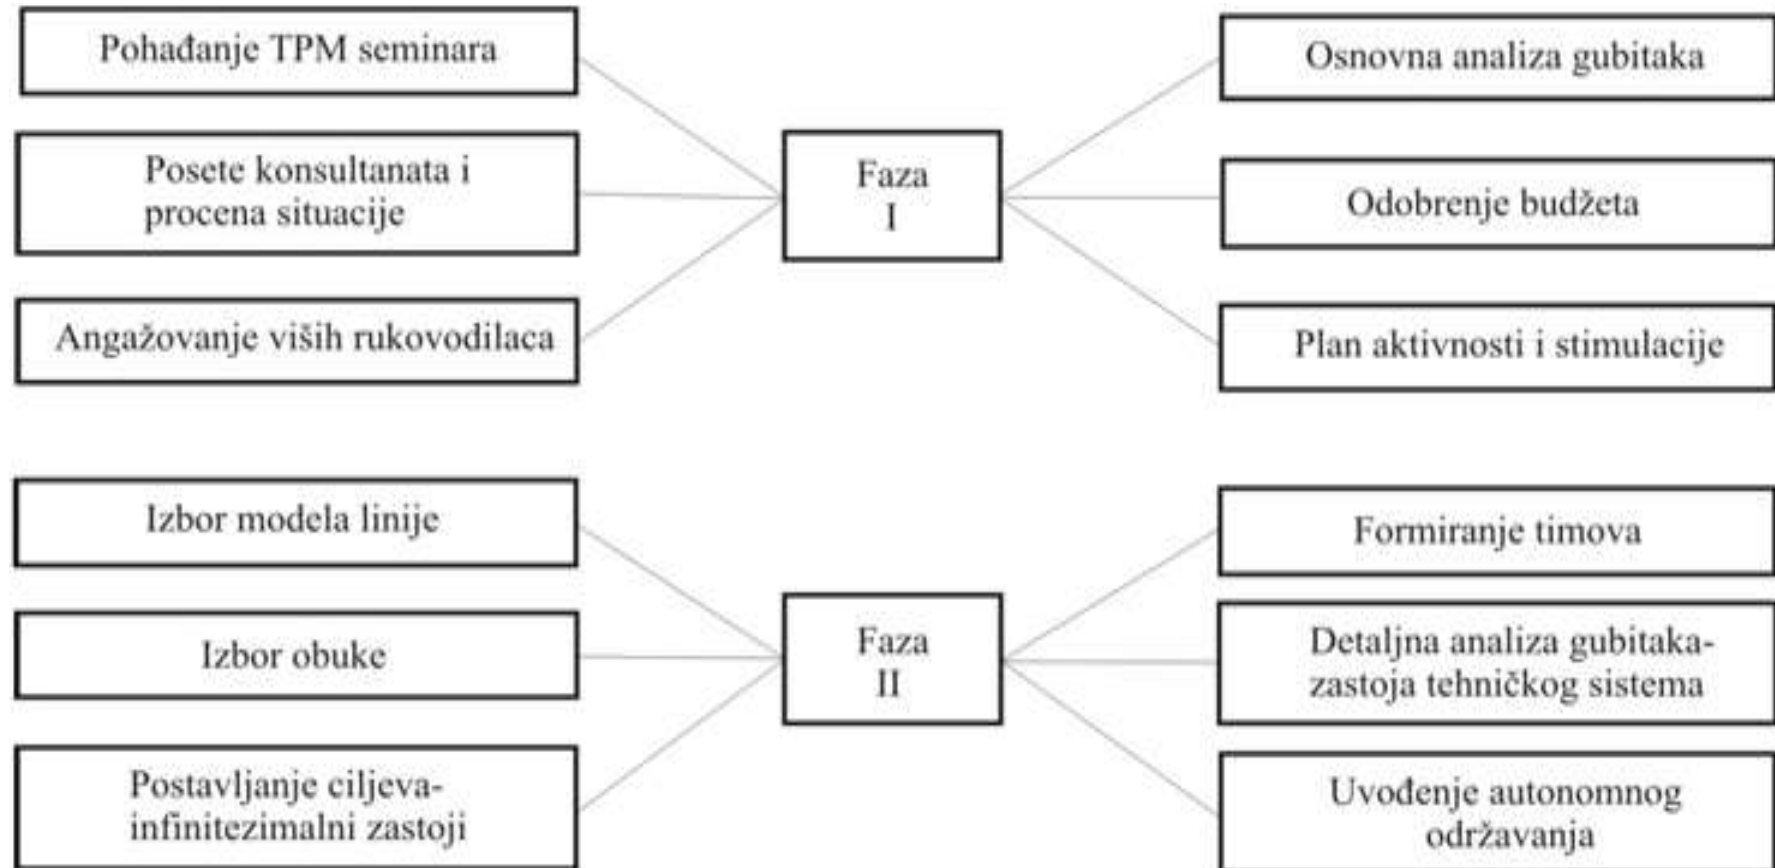 Pohađanje TPM seminara
Posete konsultanata i
procena situacije
Angažovanje viših rukovodilaca
Faza
I
Osnovna analiza gubitaka
Odobrenje budžeta
Plan aktivnosti i stimulacije
Izbor modela linije
Izbor obuke
Postavljanje ciljeva-
infinitezimalni zastoji
Faza
II
Formiranje timova
Detaljna analiza gubitaka-
zastoja tehničkog sistema
Uvođenje autonomnog
održavanja